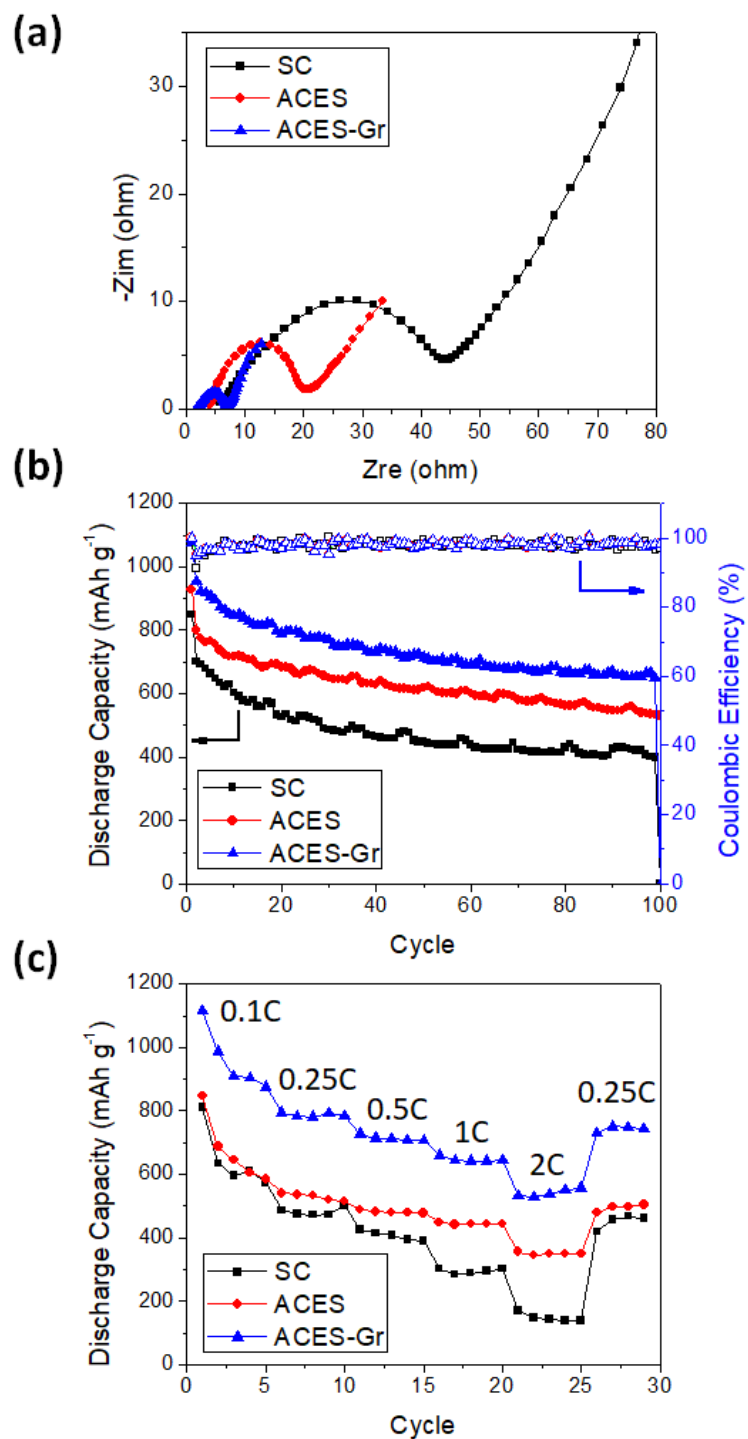 (a)
SC
ACES
ACES-Gr
30
20
10
0
-Zim (ohm)
0 10 20 30 40 50 60 70 80
Zre (ohm)
(b)
1200
1000
800
600
400
200
0
Discharge Capacity (mAh g⁻¹)
100
80
60
40
20
0
Coulombic Efficiency (%)
SC
ACES
ACES-Gr
0 20 40 60 80 100
Cycle
(c)
1200
1000
800
600
400
200
0
Discharge Capacity (mAh g⁻¹)
0.1C
0.25C
0.5C
1C
2C
0.25C
SC
ACES
ACES-Gr
0 5 10 15 20 25 30
Cycle